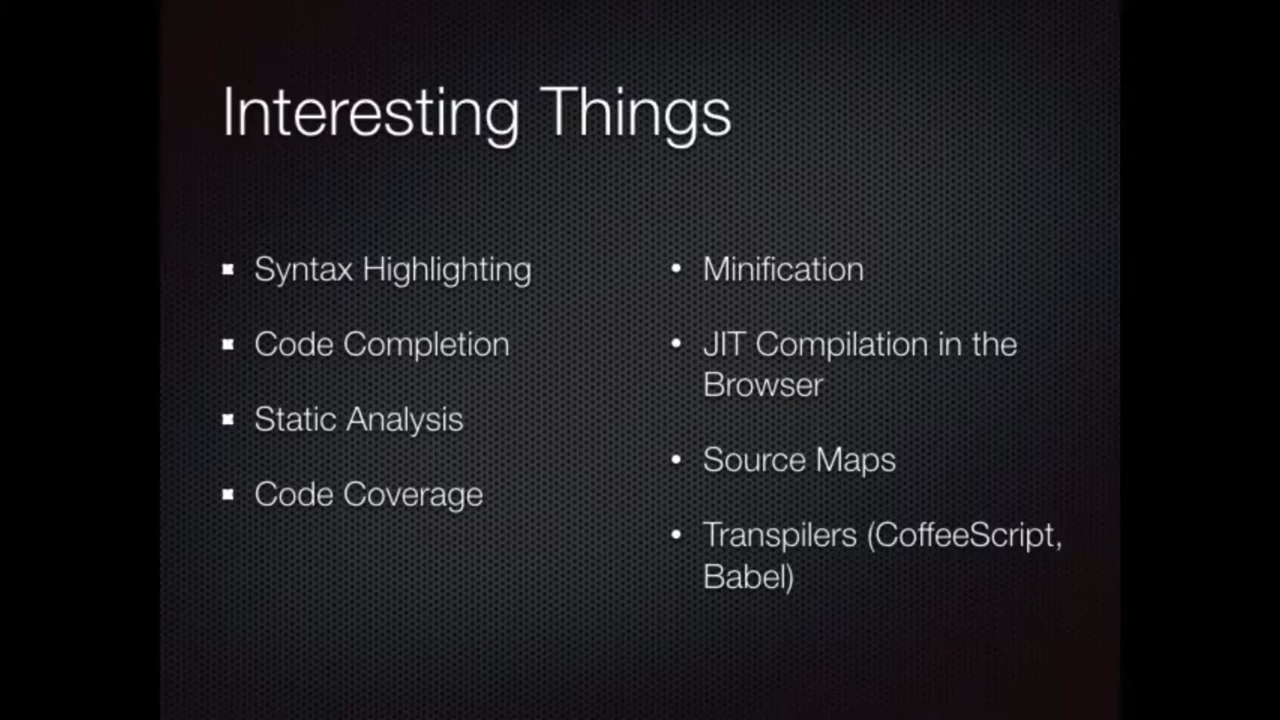 Interesting Things
Syntax Highlighting
Code Completion
Static Analysis
Code Coverage
Minification
JIT Compilation in the
Browser
Source Maps
Transpilers (CoffeeScript,
Babel)